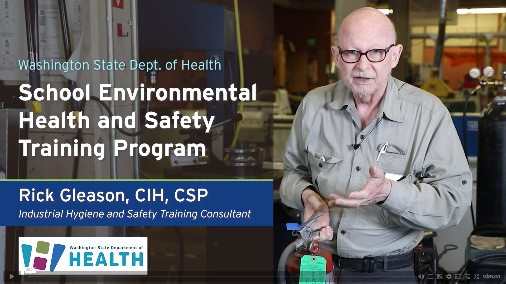 Washington State Dept. of Health
School Environmental
Health and Safety
Training Program
Rick Gleason, CIH, CSP
Industrial Hygiene and Safety Training Consultant
Washington State Department of
HEALTH